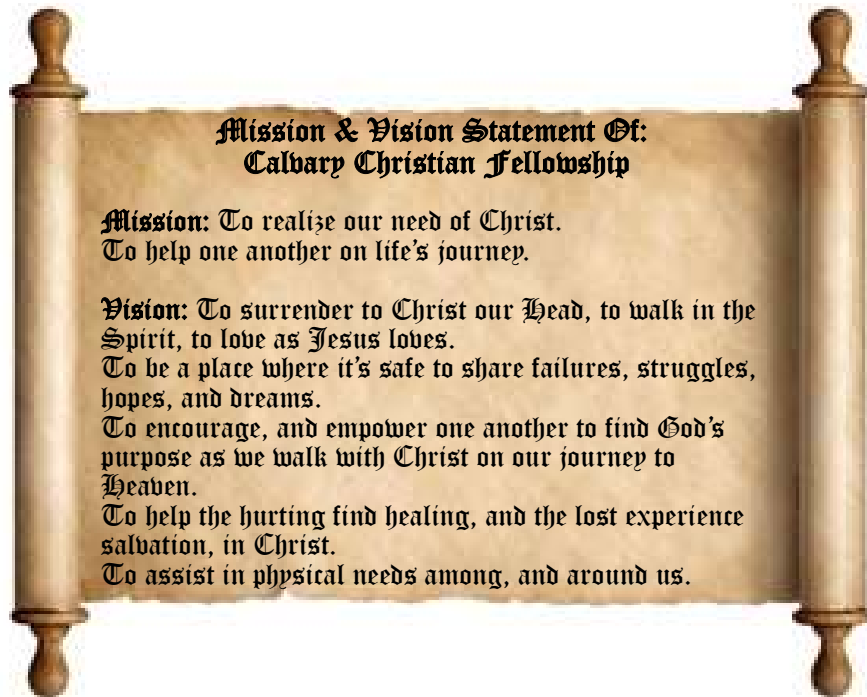 Mission & Vision Statement Of:
Calvary Christian Fellowship
Mission: To realize our need of Christ.
To help one another on life's journey.
Vision: To surrender to Christ our Head, to walk in the
Spirit, to love as Jesus loves.
To be a place where it's safe to share failures, struggles,
hopes, and dreams.
To encourage, and empower one another to find God's
purpose as we walk with Christ on our journey to
Heaven.
To help the hurting find healing, and the lost experience
salvation, in Christ.
To assist in physical needs among, and around us.